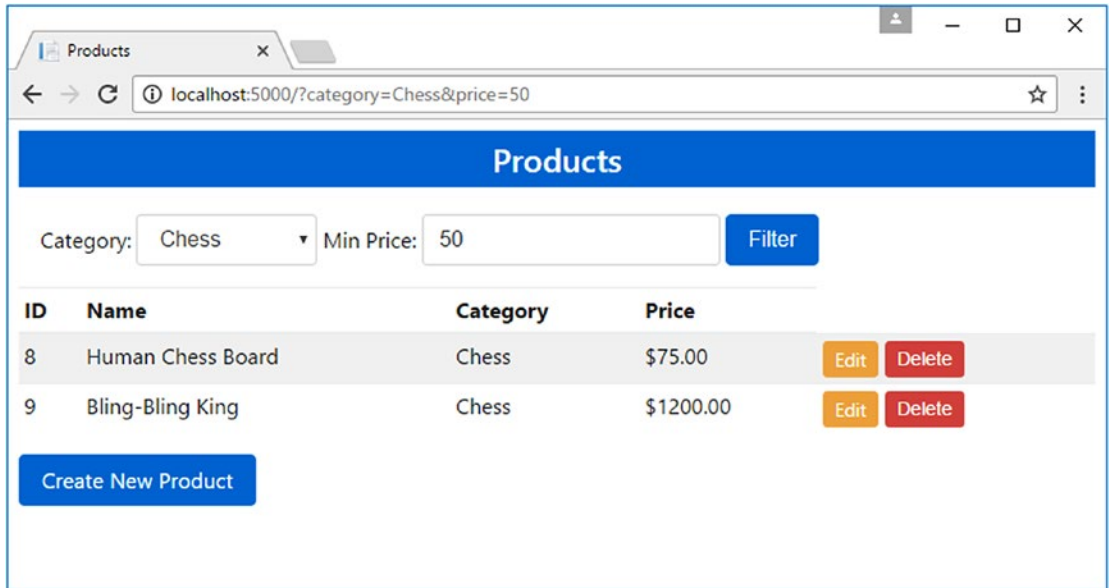 Products
localhost:5000/?category=Chess&price=50
Products
Category: Chess Min Price: 50 Filter
ID Name Category Price
8 Human Chess Board Chess $75.00 Edit Delete
9 Bling-Bling King Chess $1200.00 Edit Delete
Create New Product